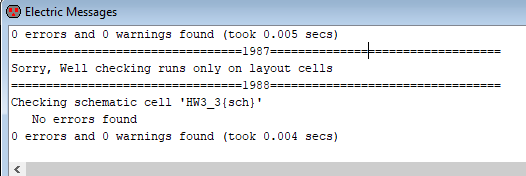 Electric Messages
0 errors and 0 warnings found (took 0.005 secs)
=================================1987=================================
Sorry, Well checking runs only on layout cells
=================================1988=================================
Checking schematic cell 'HW3_3{sch}'
No errors found
0 errors and 0 warnings found (took 0.004 secs)